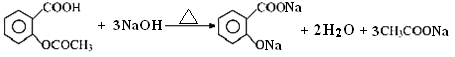 COOH
OCOCH₃
+ 3NaOH
△
COONa
ONa
+ 2H₂O + 3CH₃COONa